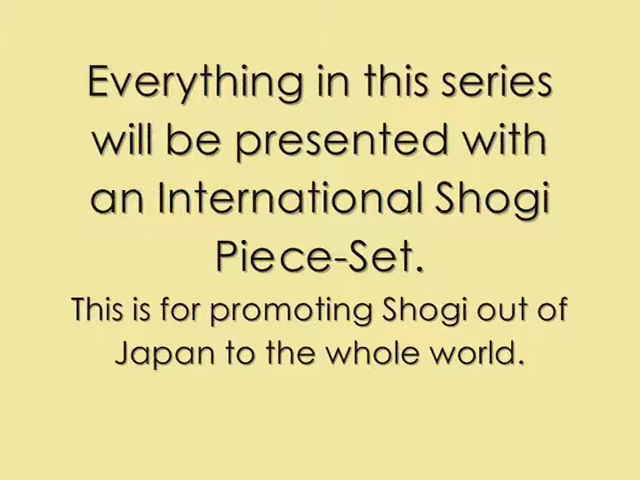 Everything in this series
will be presented with
an International Shogi
Piece-Set.
This is for promoting Shogi out of
Japan to the whole world.